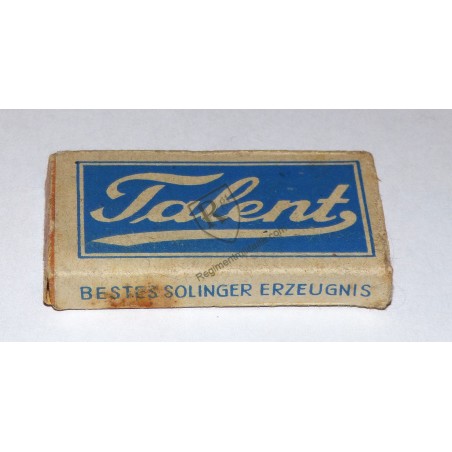 Talent
BESTES SOLINGER ERZEUGNIS